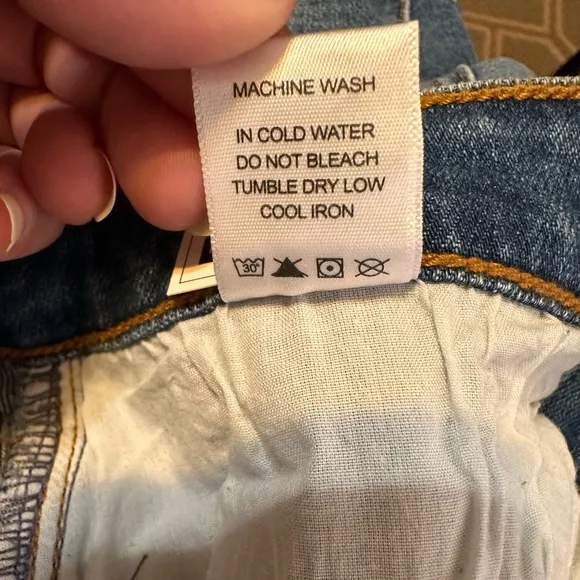 MACHINE WASH
IN COLD WATER
DO NOT BLEACH
TUMBLE DRY LOW
COOL IRON
30°